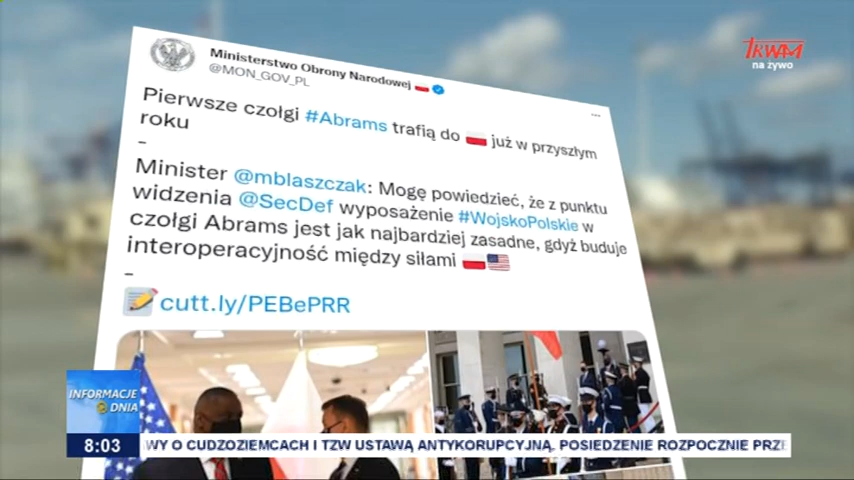 TRWAM
na żywo
Ministerstwo Obrony Narodowej
@MON_GOV_PL
Pierwsze czołgi #Abrams trafią do już w przyszłym
roku
-
Minister @mblaszczak: Mogę powiedzieć, że z punktu
widzenia @SecDef wyposażenie #WojskoPolskie w
czołgi Abrams jest jak najbardziej zasadne, gdyż buduje
interoperacyjność między siłami
-
cutt.ly/PEBePRR
INFORMACJE
DNIA
8:03 WY O CUDZOZIEMCACH I TZW USTAWĄ ANTYKORUPCYJNĄ. POSIEDZENIE ROZPOCZNIE PRZE